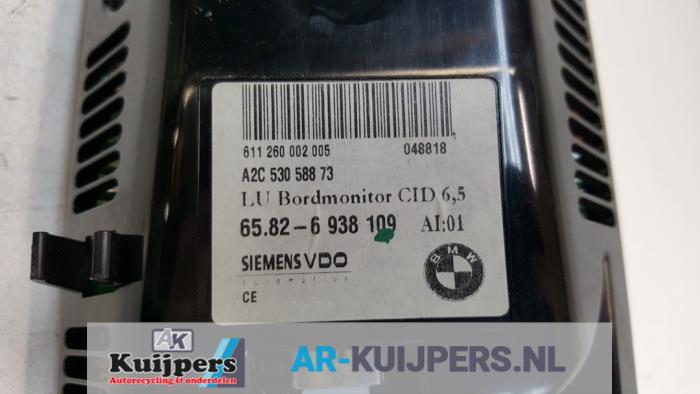 611 260 002 005 048818
A2C 530 588 73
LU Bordmonitor CID 6,5
65.82-6 938 109 AI:01
SIEMENS VDO
Automotive
CE
BMW
AK
Kuijpers
Autorecycling & onderdelen
AR-KUIJPERS.NL